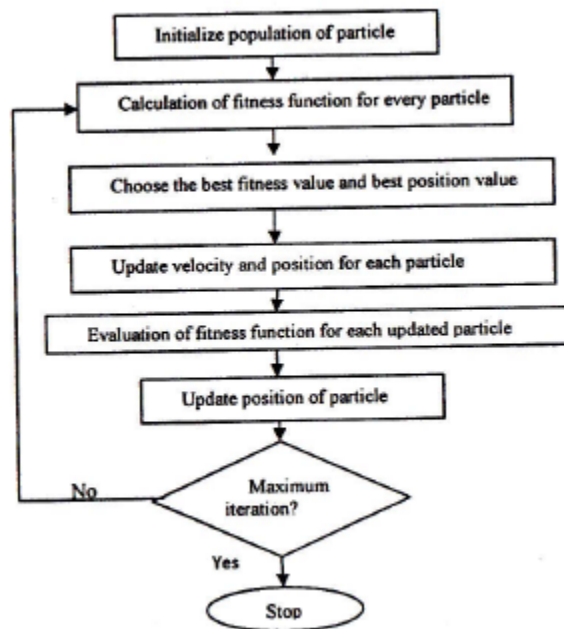 Initialize population of particle
Calculation of fitness function for every particle
Choose the best fitness value and best position value
Update velocity and position for each particle
Evaluation of fitness function for each updated particle
Update position of particle
Maximum
iteration?
No
Yes
Stop